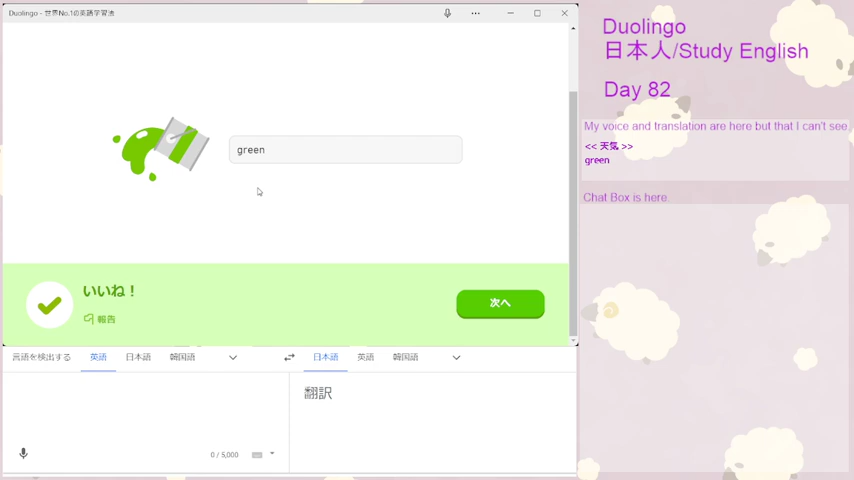 Duolingo - 世界No.1の英語学習法
green
いいね！
報告
次へ
言語を検出する 英語 日本語 韓国語
日本語 英語 韓国語
翻訳
0 / 5,000
Duolingo
日本人/Study English
Day 82
My voice and translation are here but that I can't see
<< 天気 >>
green
Chat Box is here